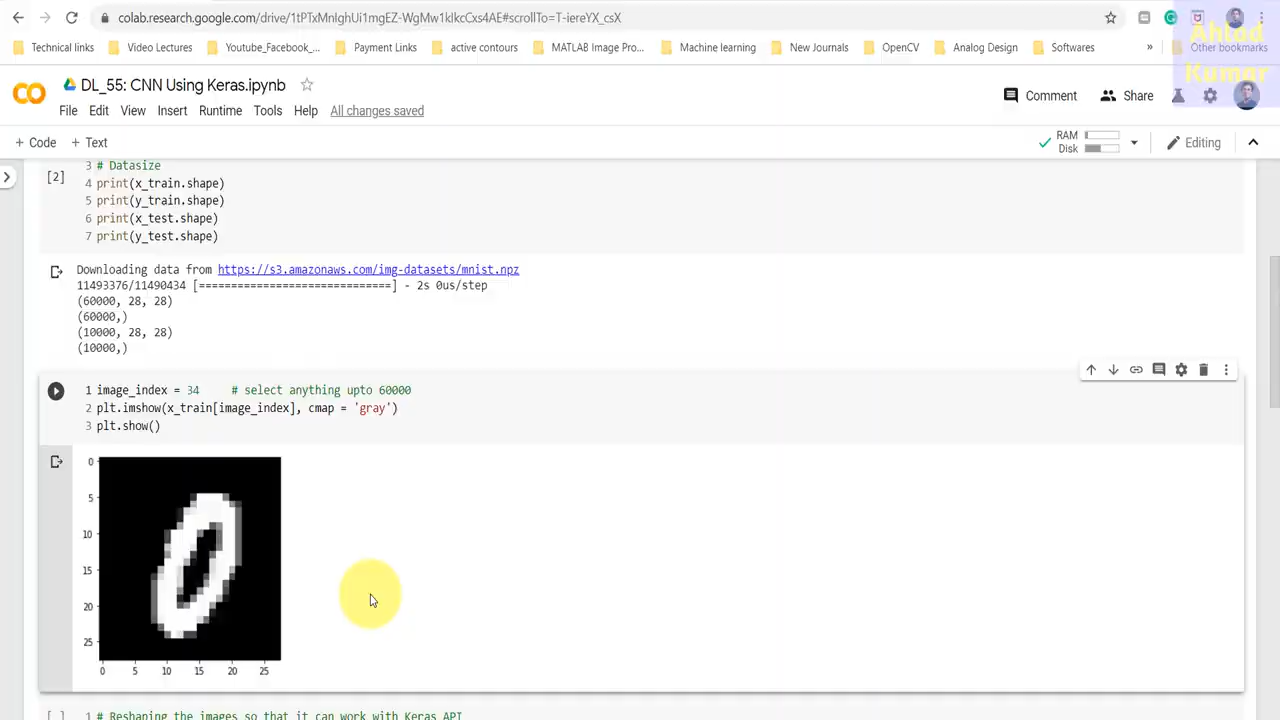 colab.research.google.com/drive/1tPTxMnIghUi1mgEZ-WgMw1klkcQxs4AE#scrollTo=T-iereYX_csX
Technical links Video Lectures Youtube_Facebook_... Payment Links active contours MATLAB Image Pro... Machine learning New Journals OpenCV Analog Design Softwares » Other bookmarks
Ahlad
Kumar
DL_55: CNN Using Keras.ipynb
Comment Share
File Edit View Insert Runtime Tools Help All changes saved
+ Code + Text
RAM
Disk
Editing
3 # Datasize
[2]
4 print(x_train.shape)
5 print(y_train.shape)
6 print(x_test.shape)
7 print(y_test.shape)
Downloading data from https://s3.amazonaws.com/img-datasets/mnist.npz
11493376/11490434 [==============================] - 2s 0us/step
(60000, 28, 28)
(60000,)
(10000, 28, 28)
(10000,)
1 image_index = 34 # select anything upto 60000
2 plt.imshow(x_train[image_index], cmap = 'gray')
3 plt.show()
0
5
10
15
20
25
0 5 10 15 20 25
[ ] 1 # Reshaping the images so that it can work with Keras API